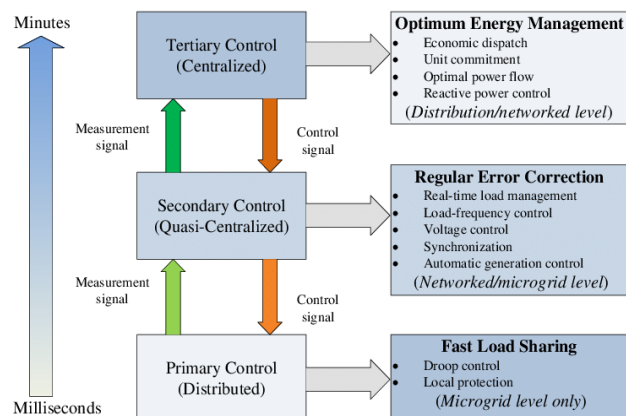 Minutes
Tertiary Control
(Centralized)
Optimum Energy Management
• Economic dispatch
• Unit commitment
• Optimal power flow
• Reactive power control
(Distribution/networked level)
Measurement
signal
Control
signal
Secondary Control
(Quasi-Centralized)
Regular Error Correction
• Real-time load management
• Load-frequency control
• Voltage control
• Synchronization
• Automatic generation control
(Networked/microgrid level)
Measurement
signal
Control
signal
Primary Control
(Distributed)
Fast Load Sharing
• Droop control
• Local protection
(Microgrid level only)
Milliseconds